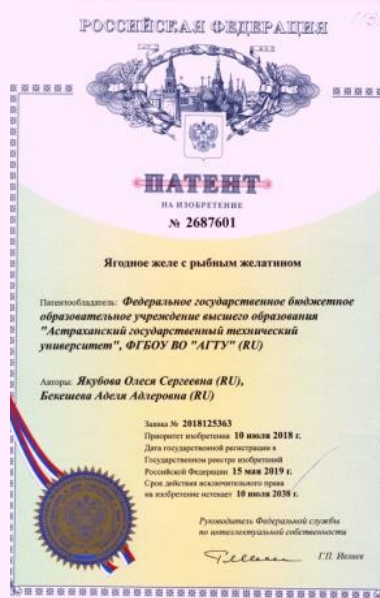 РОССИЙСКАЯ ФЕДЕРАЦИЯ
ПАТЕНТ
НА ИЗОБРЕТЕНИЕ
№ 2687601
Ягодное желе с рыбным желатином
Патентообладатель: Федеральное государственное бюджетное
образовательное учреждение высшего образования
"Астраханский государственный технический
университет", ФГБОУ ВО "АГТУ" (RU)
Авторы: Якубова Олеся Сергеевна (RU),
Бекешева Аделя Адлеровна (RU)
Заявка № 2018125363
Приоритет изобретения 10 июля 2018 г.
Дата государственной регистрации в
Государственном реестре изобретений
Российской Федерации 15 мая 2019 г.
Срок действия исключительного права
на изобретение истекает 10 июля 2038 г.
Руководитель Федеральной службы
по интеллектуальной собственности
Г.П. Ивлиев